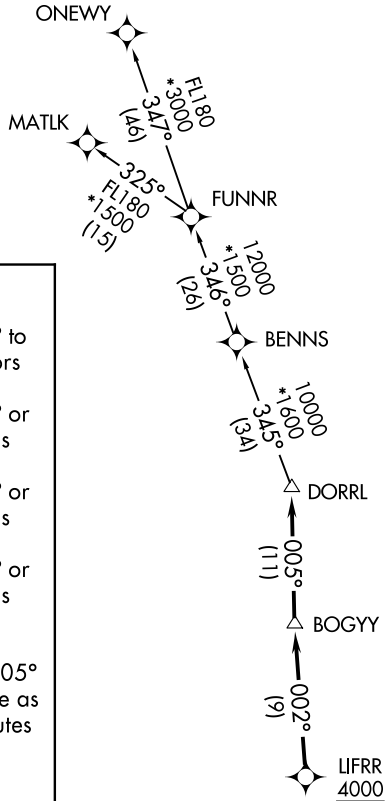 ONEWY
FL180
*3000
347°
(46)
MATLK
325°
FL180
*1500
(15)
FUNNR
12000
*1500
346°
(26)
BENNS
10000
*1600
345°
(34)
DORRL
005°
(11)
BOGYY
002°
(9)
LIFRR
4000
° to
ors
° or
s
° or
s
° or
s
05°
e as
utes